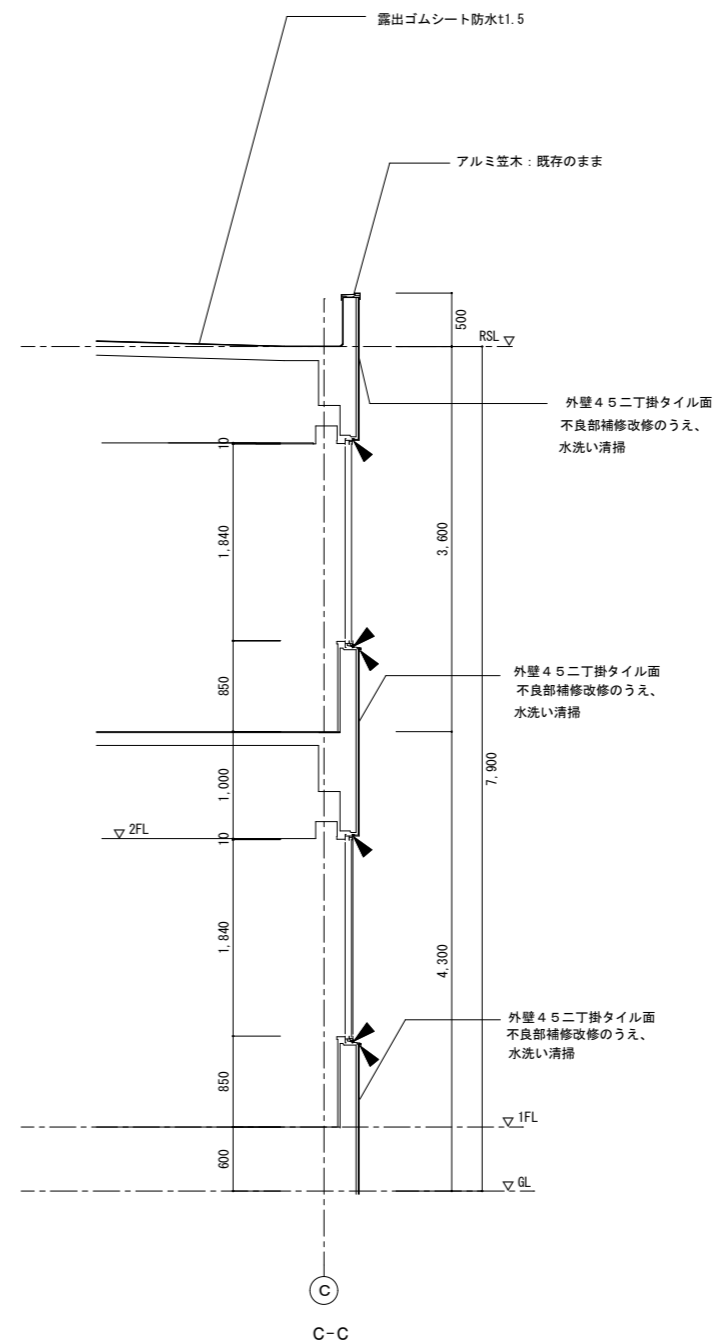 露出ゴムシート防水t1.5
アルミ笠木：既存のまま
500
RSL
外壁４５二丁掛タイル面
不良部補修改修のうえ、
水洗い清掃
10
1,840
3,600
850
外壁４５二丁掛タイル面
不良部補修改修のうえ、
水洗い清掃
7,900
1,000
2FL
10
1,840
4,300
外壁４５二丁掛タイル面
不良部補修改修のうえ、
水洗い清掃
850
1FL
600
GL
C
C-C